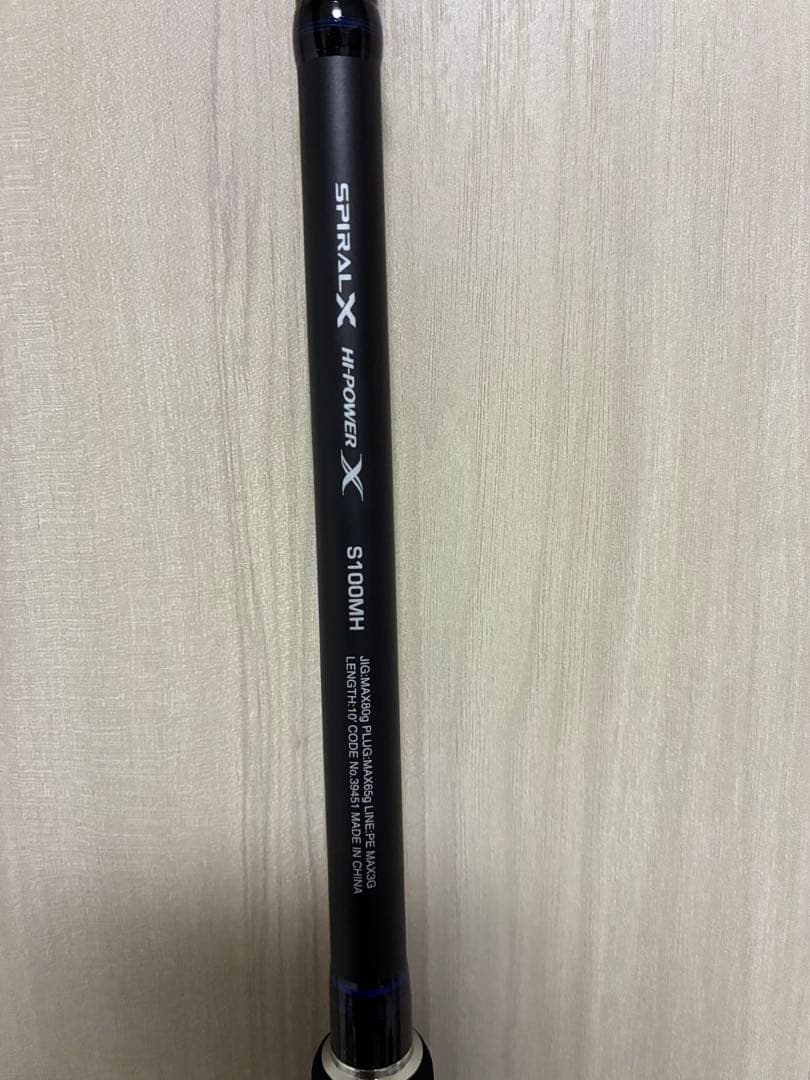 SPIRAL X HI-POWER X S100MH
JIG:MAX80g PLUG:MAX65g LINE:PE MAX3G
LENGTH:10' CODE No.39451 MADE IN CHINA